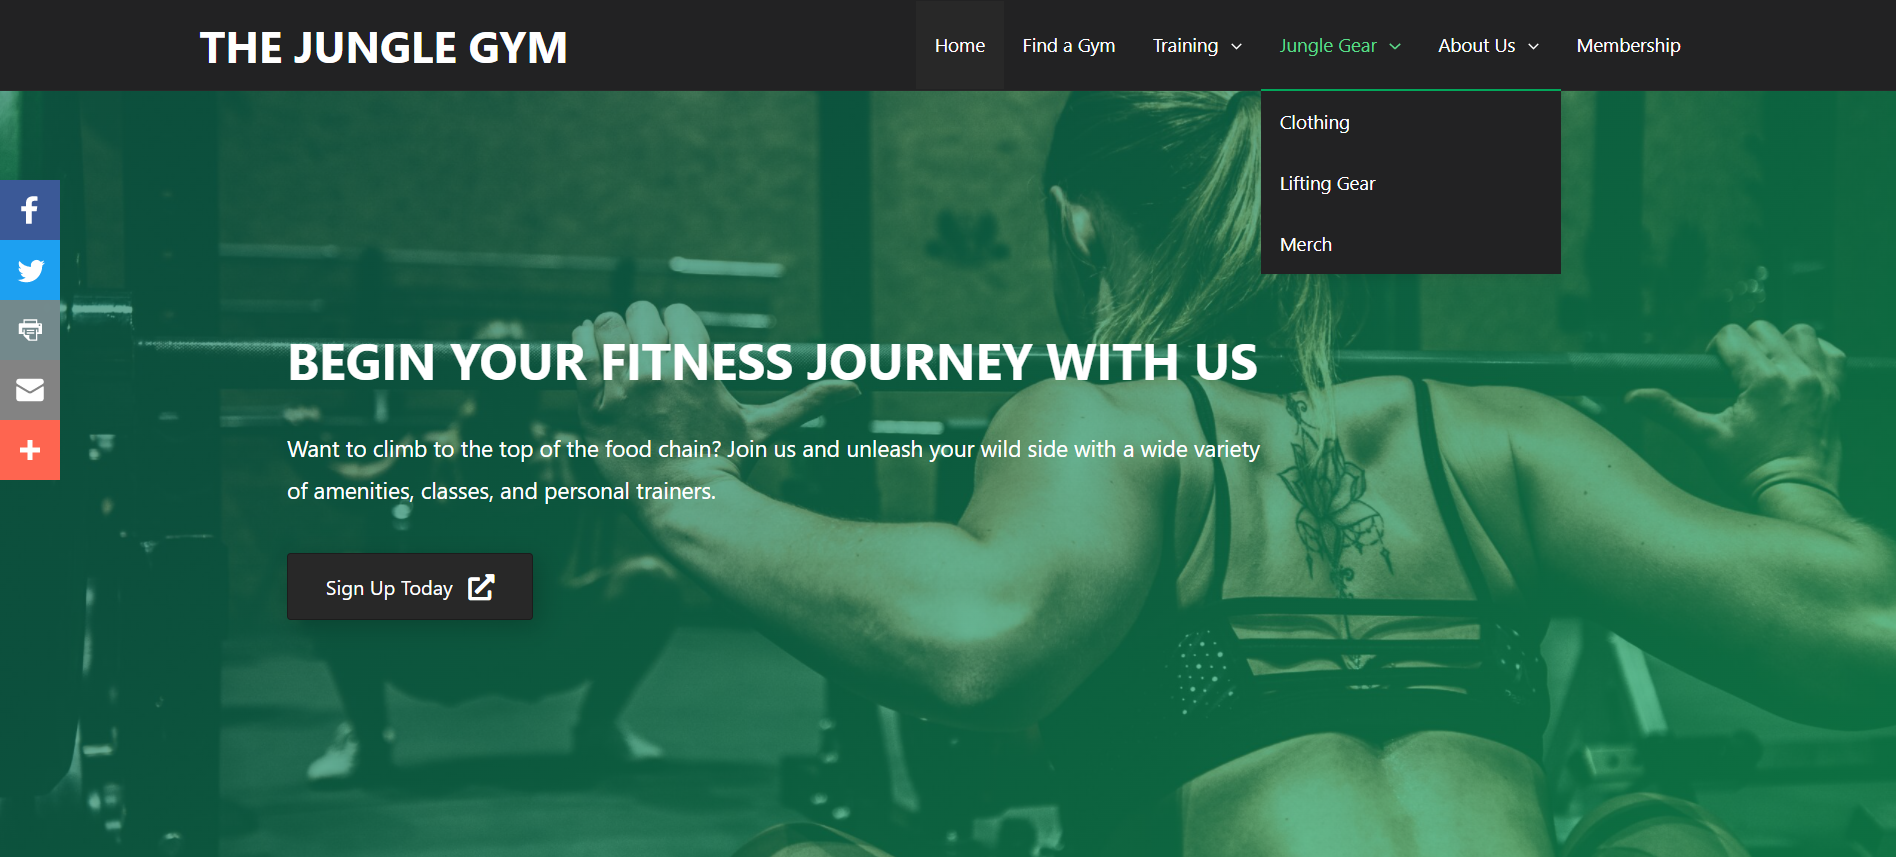 THE JUNGLE GYM
Home
Find a Gym
Training
Jungle Gear
About Us
Membership
Clothing
Lifting Gear
Merch
BEGIN YOUR FITNESS JOURNEY WITH US
Want to climb to the top of the food chain? Join us and unleash your wild side with a wide variety
of amenities, classes, and personal trainers.
Sign Up Today